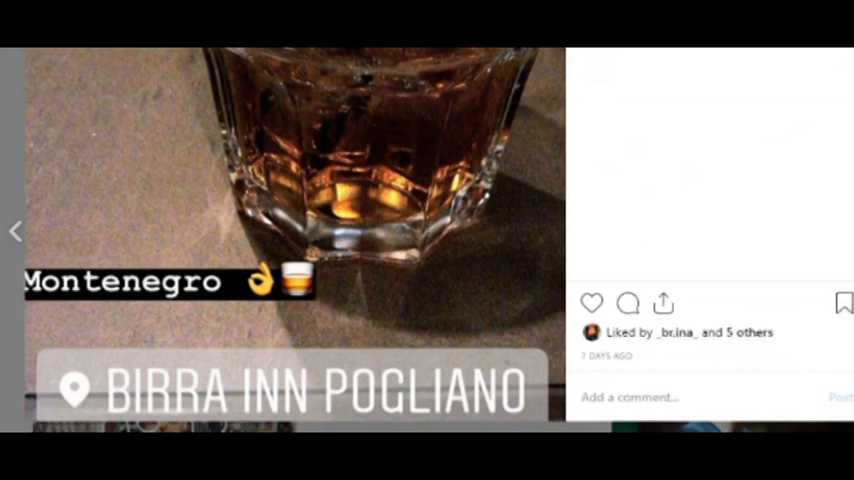 Montenegro 👌🥃
BIRRA INN POGLIANO
Liked by _br.ina_ and 5 others
7 DAYS AGO
Add a comment...
Post